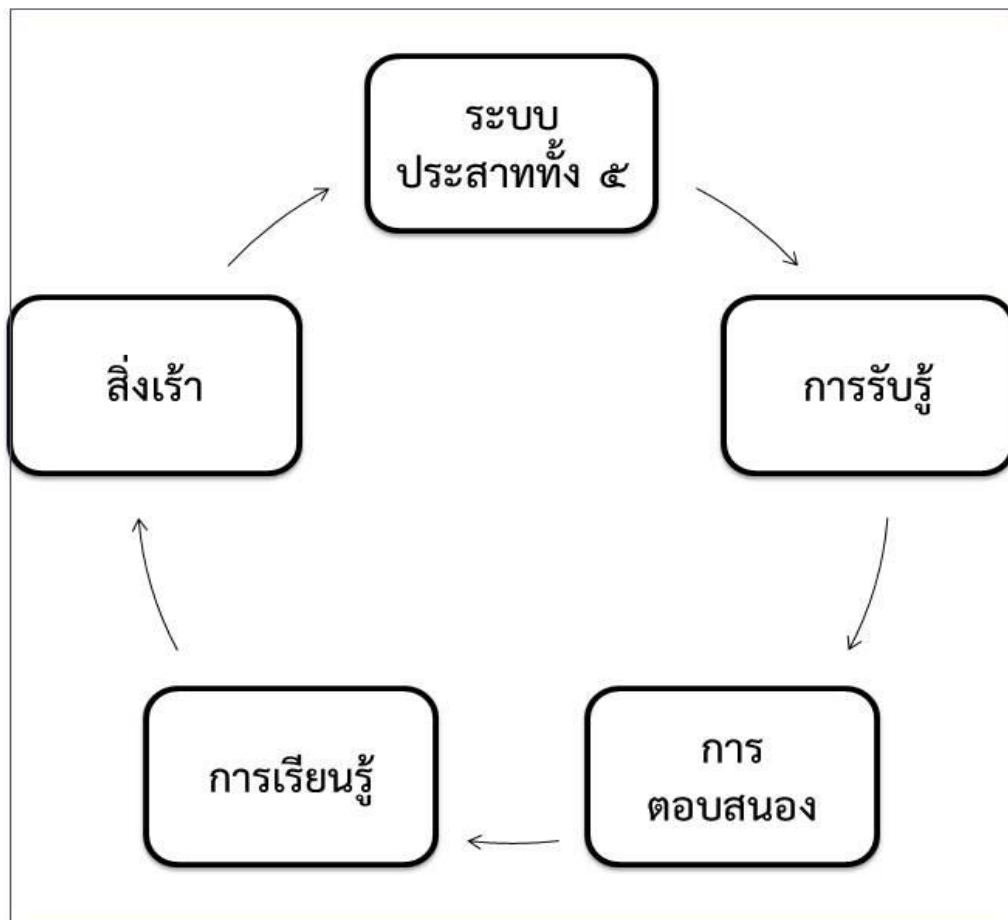 ระบบ
ประสาททั้ง ๕
สิ่งเร้า
การรับรู้
การเรียนรู้
การ
ตอบสนอง